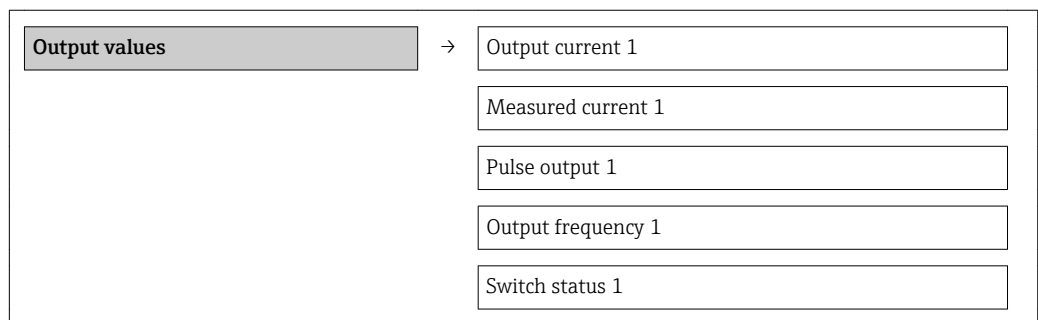 Output values → Output current 1
Measured current 1
Pulse output 1
Output frequency 1
Switch status 1